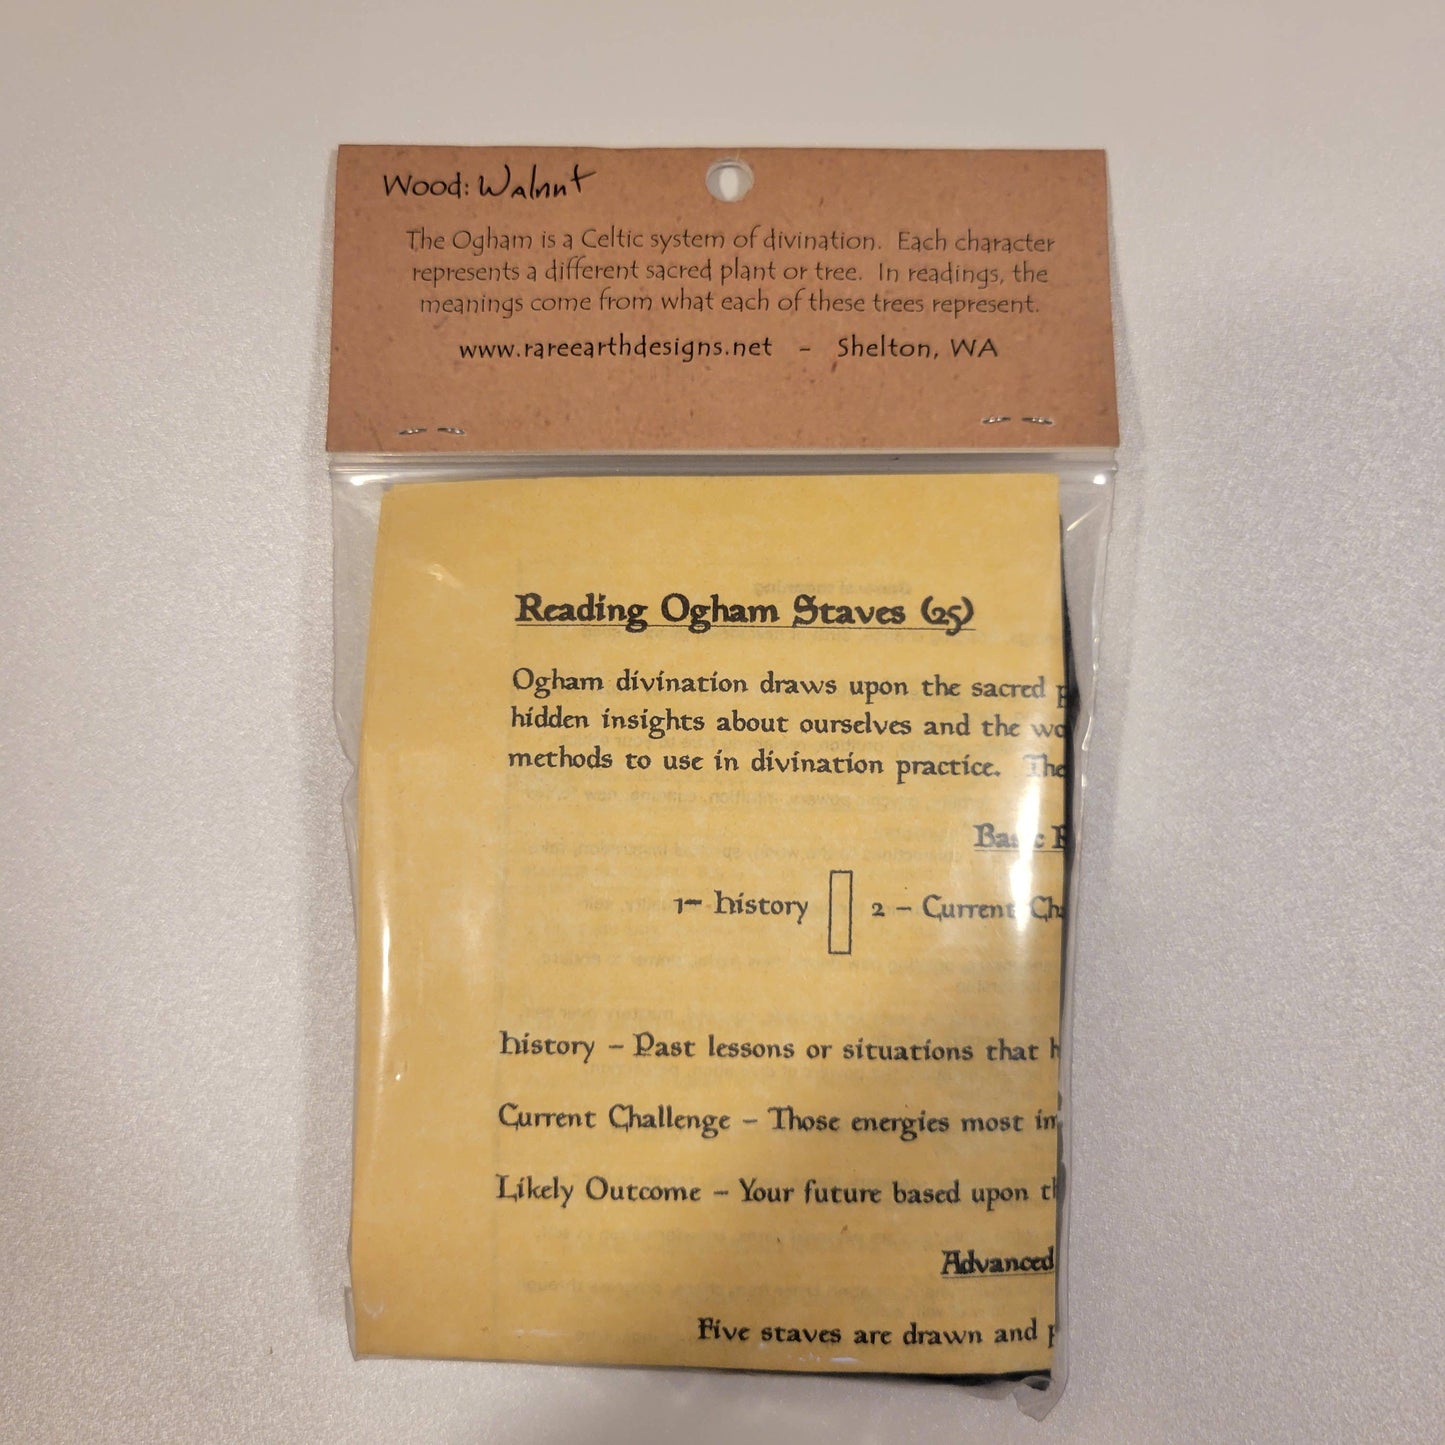 Wood: Walnut
The Ogham is a Celtic system of divination. Each character
represents a different sacred plant or tree. In readings, the
meanings come from what each of these trees represent.
www.rareearthdesigns.net - Shelton, WA
Reading Ogham Staves (25)
Ogham divination draws upon the sacred
hidden insights about ourselves and the
methods to use in divination practice.
1- History 2 - Current
History - Past lessons or situations that
Current Challenge - Those energies most
Likely Outcome - Your future based upon
Advanced
Five staves are drawn and